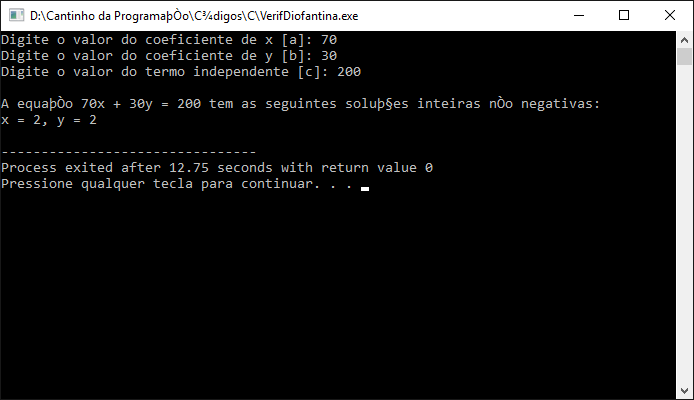 D:\Cantinho da ProgramaþÒo\C¾digos\C\VerifDiofantina.exe
Digite o valor do coeficiente de x [a]: 70
Digite o valor do coeficiente de y [b]: 30
Digite o valor do termo independente [c]: 200
A equaþÒo 70x + 30y = 200 tem as seguintes soluþ§es inteiras nÒo negativas:
x = 2, y = 2
--------------------------------
Process exited after 12.75 seconds with return value 0
Pressione qualquer tecla para continuar. . .